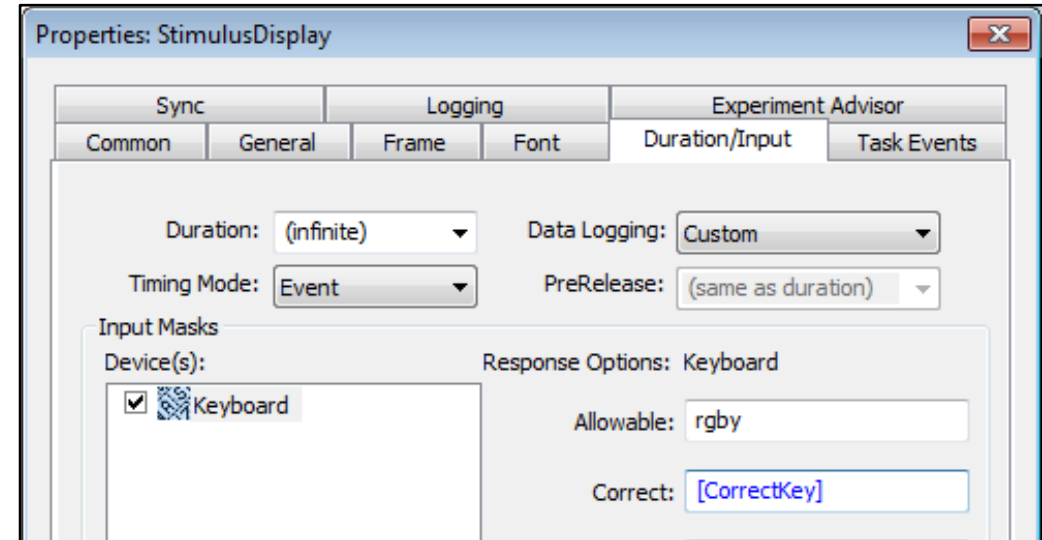 Properties: StimulusDisplay
Sync Logging Experiment Advisor
Common General Frame Font Duration/Input Task Events
Duration: (infinite) Data Logging: Custom
Timing Mode: Event PreRelease: (same as duration)
Input Masks
Device(s): Response Options: Keyboard
Keyboard
Allowable: rgby
Correct: [CorrectKey]